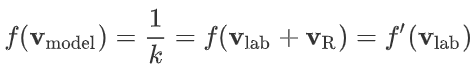 f(v_model) = 1/k = f(v_lab + v_R) = f′(v_lab)